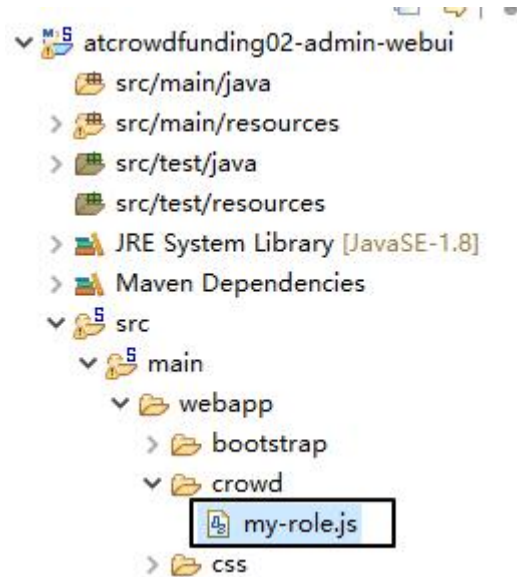 atcrowdfunding02-admin-webui
src/main/java
src/main/resources
src/test/java
src/test/resources
JRE System Library [JavaSE-1.8]
Maven Dependencies
src
main
webapp
bootstrap
crowd
my-role.js
css